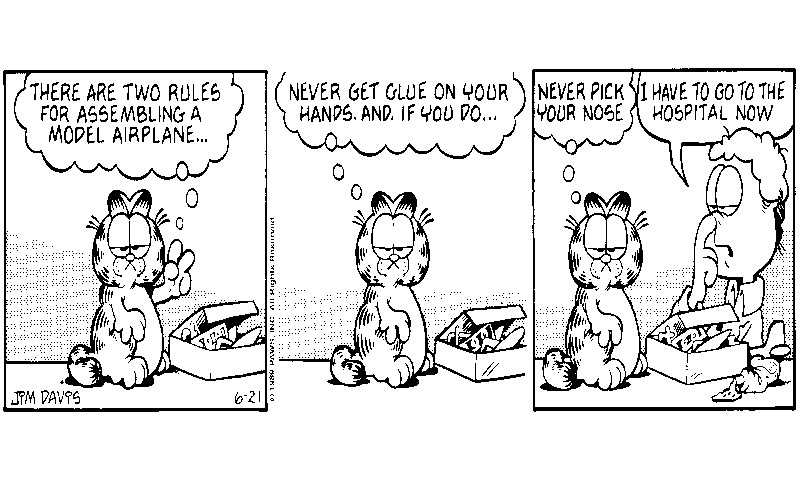 THERE ARE TWO RULES
FOR ASSEMBLING A
MODEL AIRPLANE...
JIM DAVIS
6-21
NEVER GET GLUE ON YOUR
HANDS. AND, IF YOU DO...
NEVER PICK
YOUR NOSE
I HAVE TO GO TO THE
HOSPITAL NOW